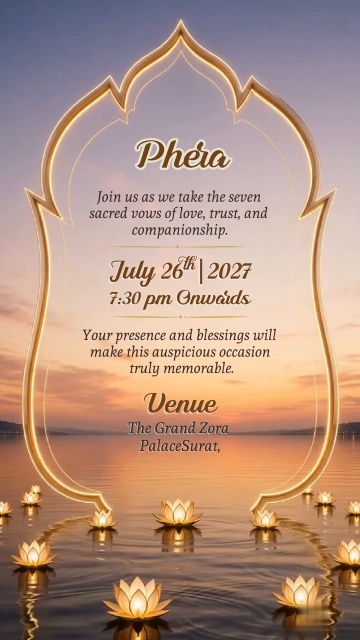 Phera
Join us as we take the seven
sacred vows of love, trust, and
companionship.
July 26th | 2027
7:30 pm Onwards
Your presence and blessings will
make this auspicious occasion
truly memorable.
Venue
The Grand Zora
PalaceSurat,